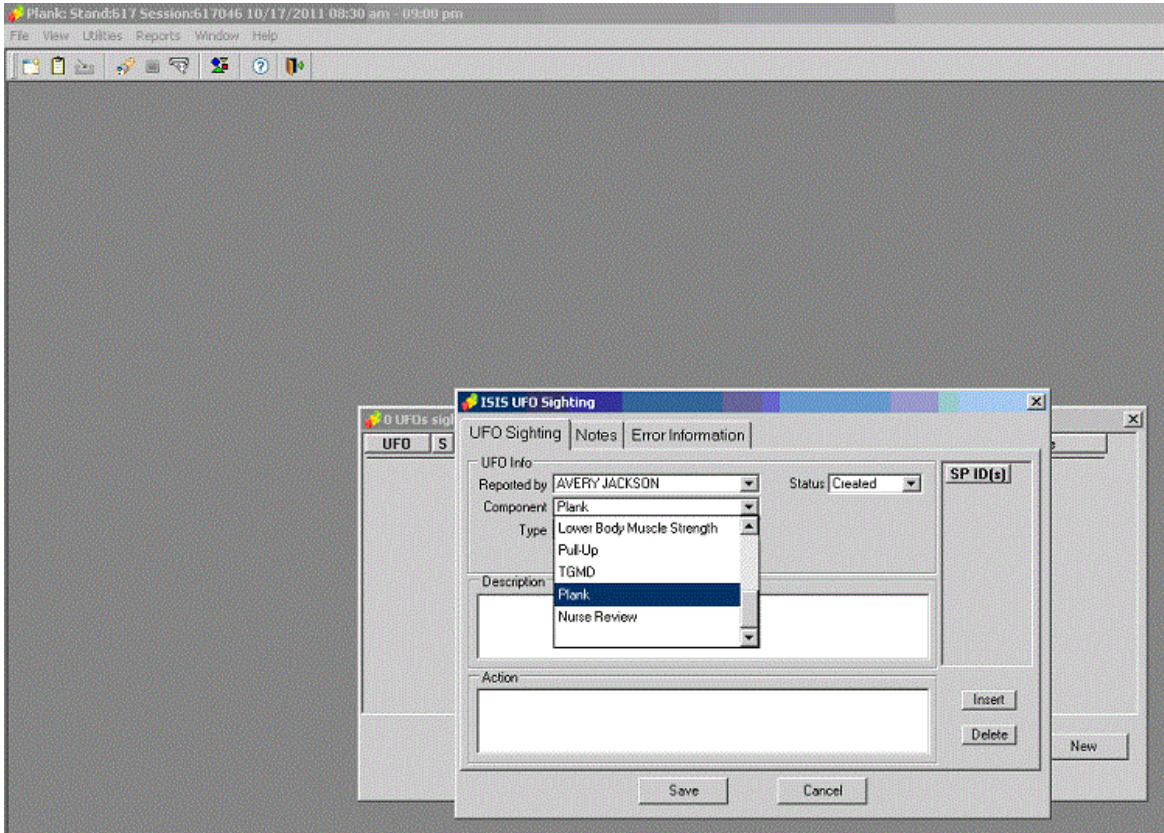 Plank: Stand:617 Session:617046 10/17/2011 08:30 am - 09:00 pm
File View Utilities Reports Window Help
0 UFOs sigh
UFO S
ISIS UFO Sighting
UFO Sighting Notes Error Information
UFO Info
Reported by AVERY JACKSON Status Created
SP ID(s)
Component Plank
Type
Lower Body Muscle Strength
Pull-Up
TGMD
Plank
Nurse Review
Description
Action
Insert
Delete
New
Save Cancel